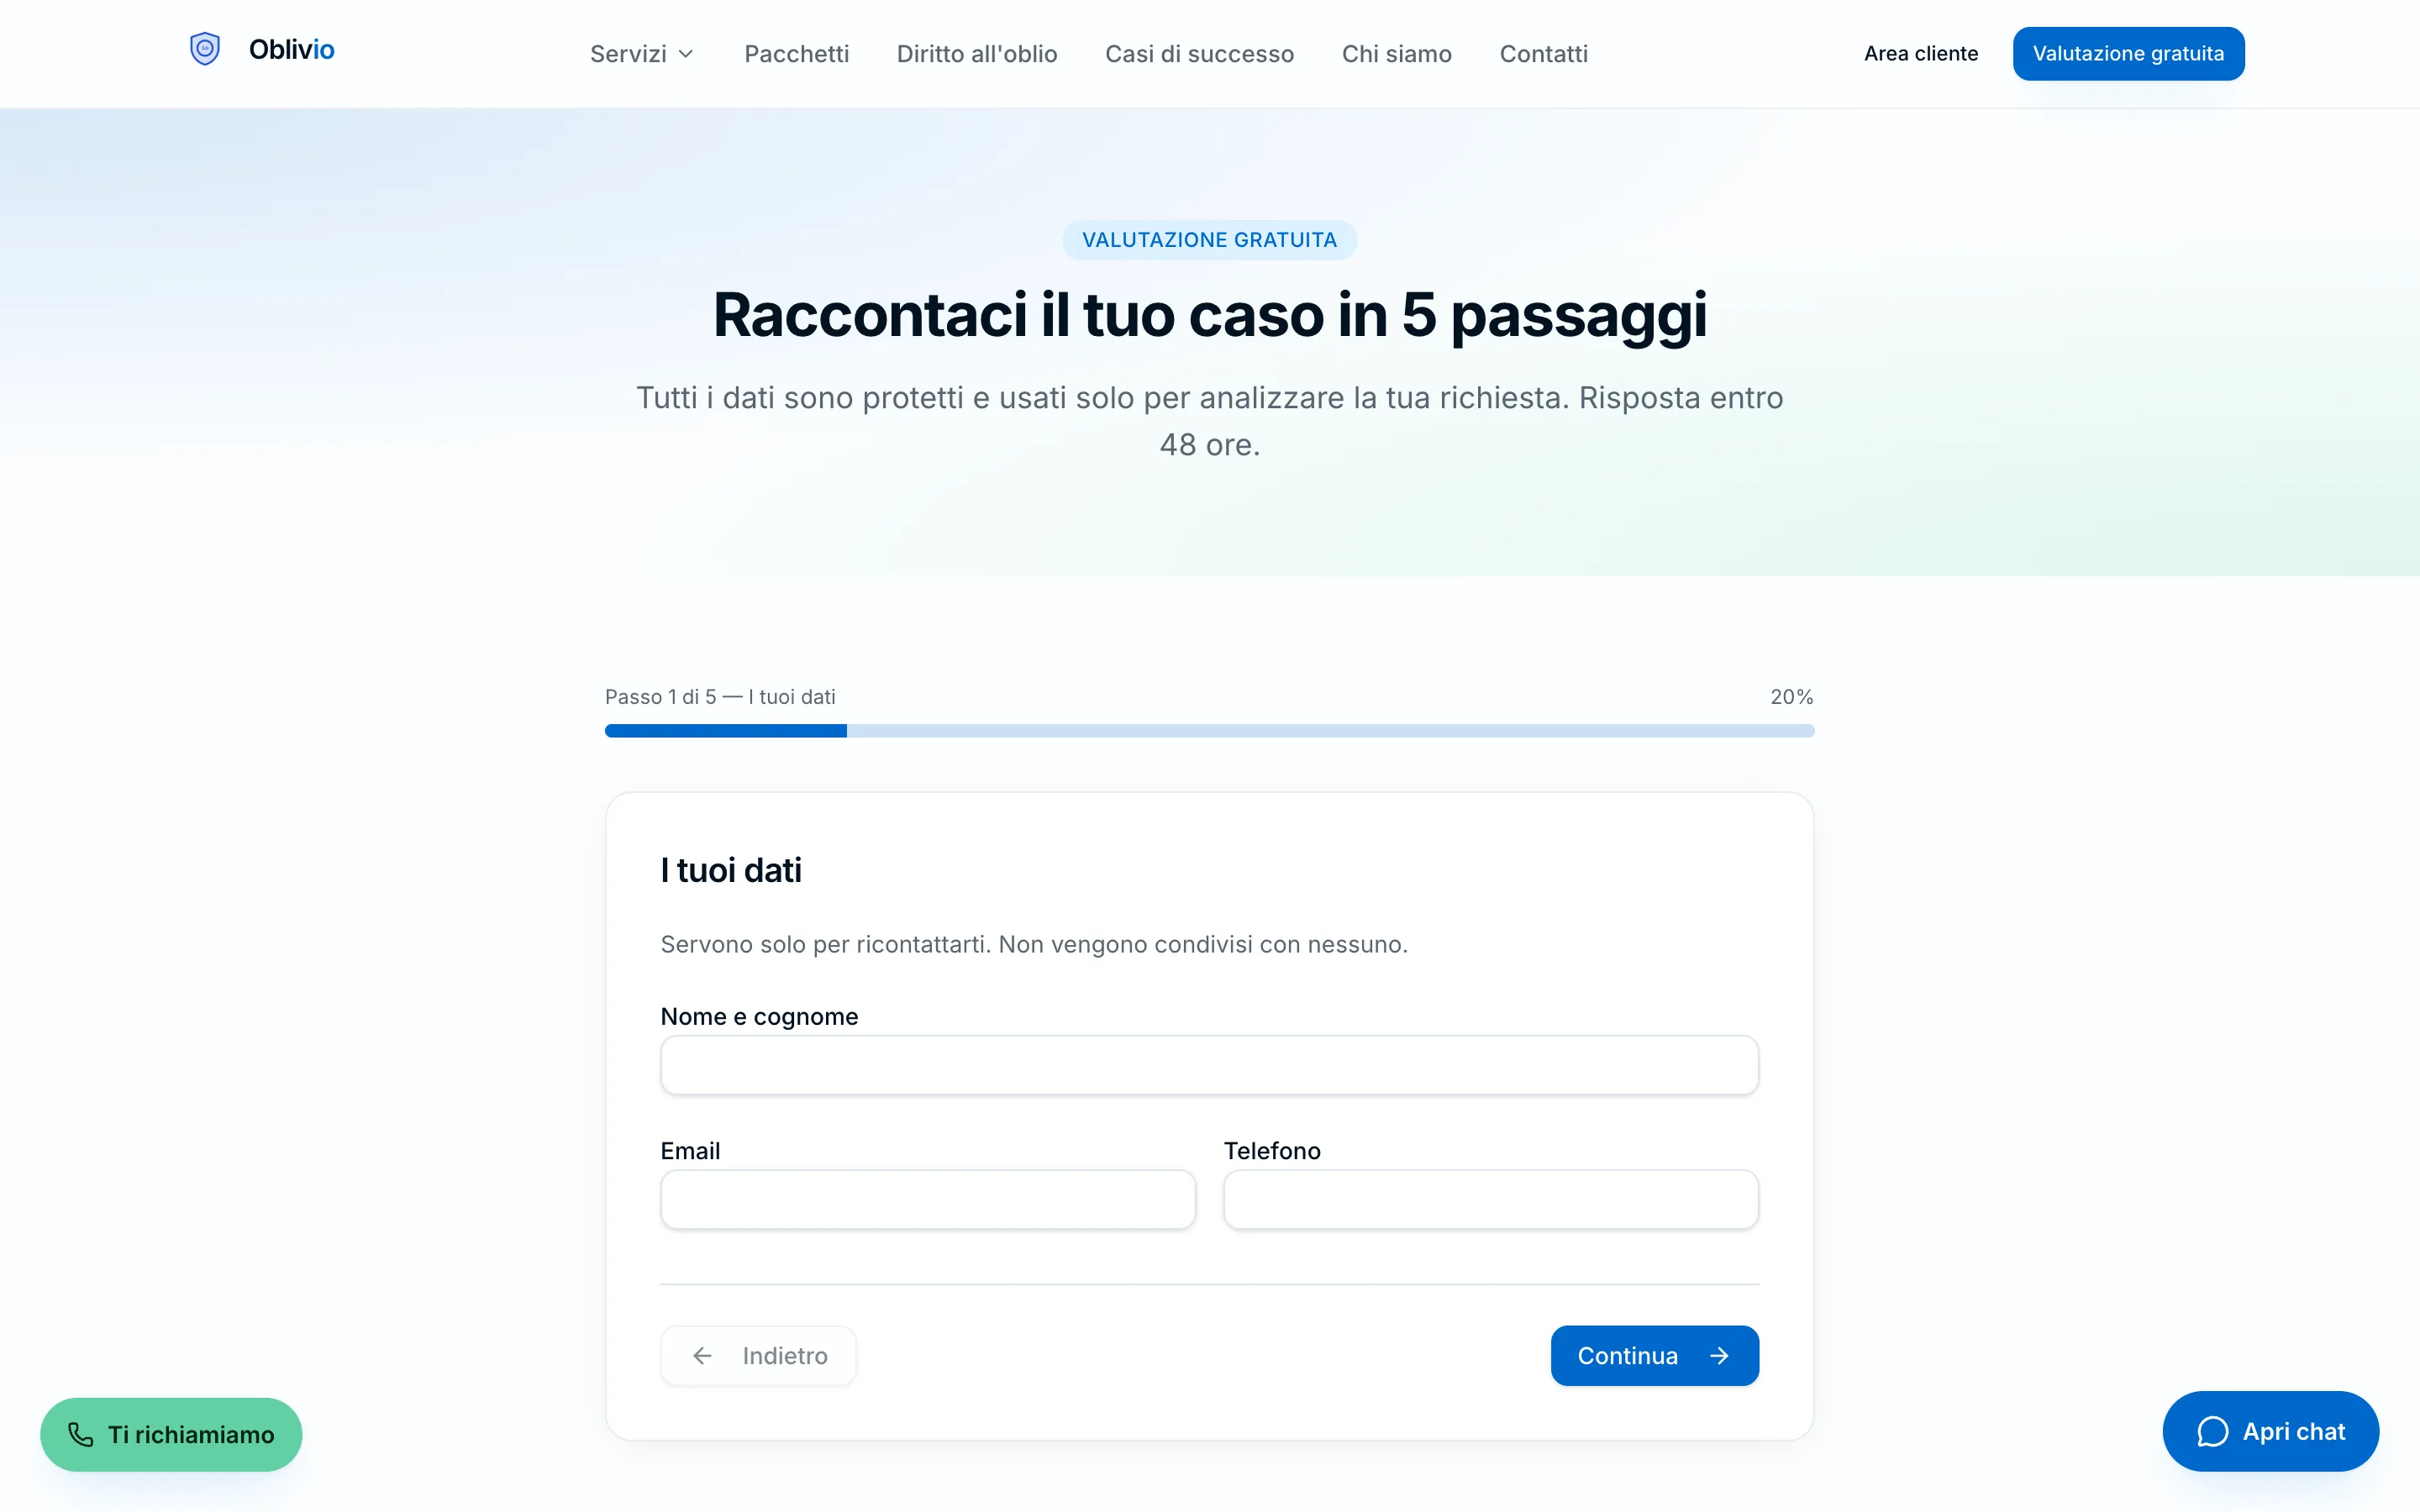 Oblivio
Servizi
Pacchetti
Diritto all'oblio
Casi di successo
Chi siamo
Contatti
Area cliente
Valutazione gratuita
VALUTAZIONE GRATUITA
Raccontaci il tuo caso in 5 passaggi
Tutti i dati sono protetti e usati solo per analizzare la tua richiesta. Risposta entro
48 ore.
Passo 1 di 5 — I tuoi dati
20%
I tuoi dati
Servono solo per ricontattarti. Non vengono condivisi con nessuno.
Nome e cognome
Email
Telefono
Indietro
Continua
Ti richiamiamo
Apri chat